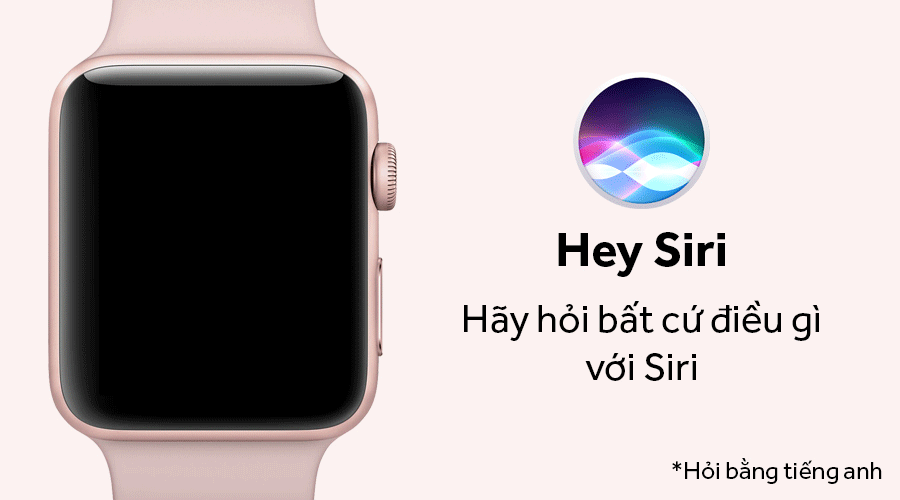 Hey Siri
Hãy hỏi bất cứ điều gì
với Siri
*Hỏi bằng tiếng anh